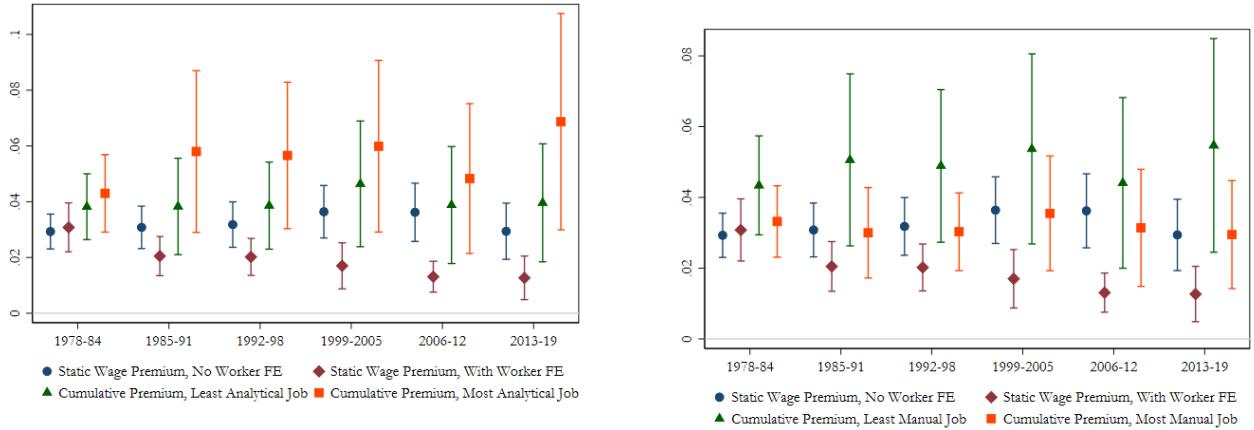 .1
.08
.06
.04
.02
0
1978-84 1985-91 1992-98 1999-2005 2006-12 2013-19
Static Wage Premium, No Worker FE Static Wage Premium, With Worker FE
Cumulative Premium, Least Analytical Job Cumulative Premium, Most Analytical Job
.08
.06
.04
.02
0
1978-84 1985-91 1992-98 1999-2005 2006-12 2013-19
Static Wage Premium, No Worker FE Static Wage Premium, With Worker FE
Cumulative Premium, Least Manual Job Cumulative Premium, Most Manual Job